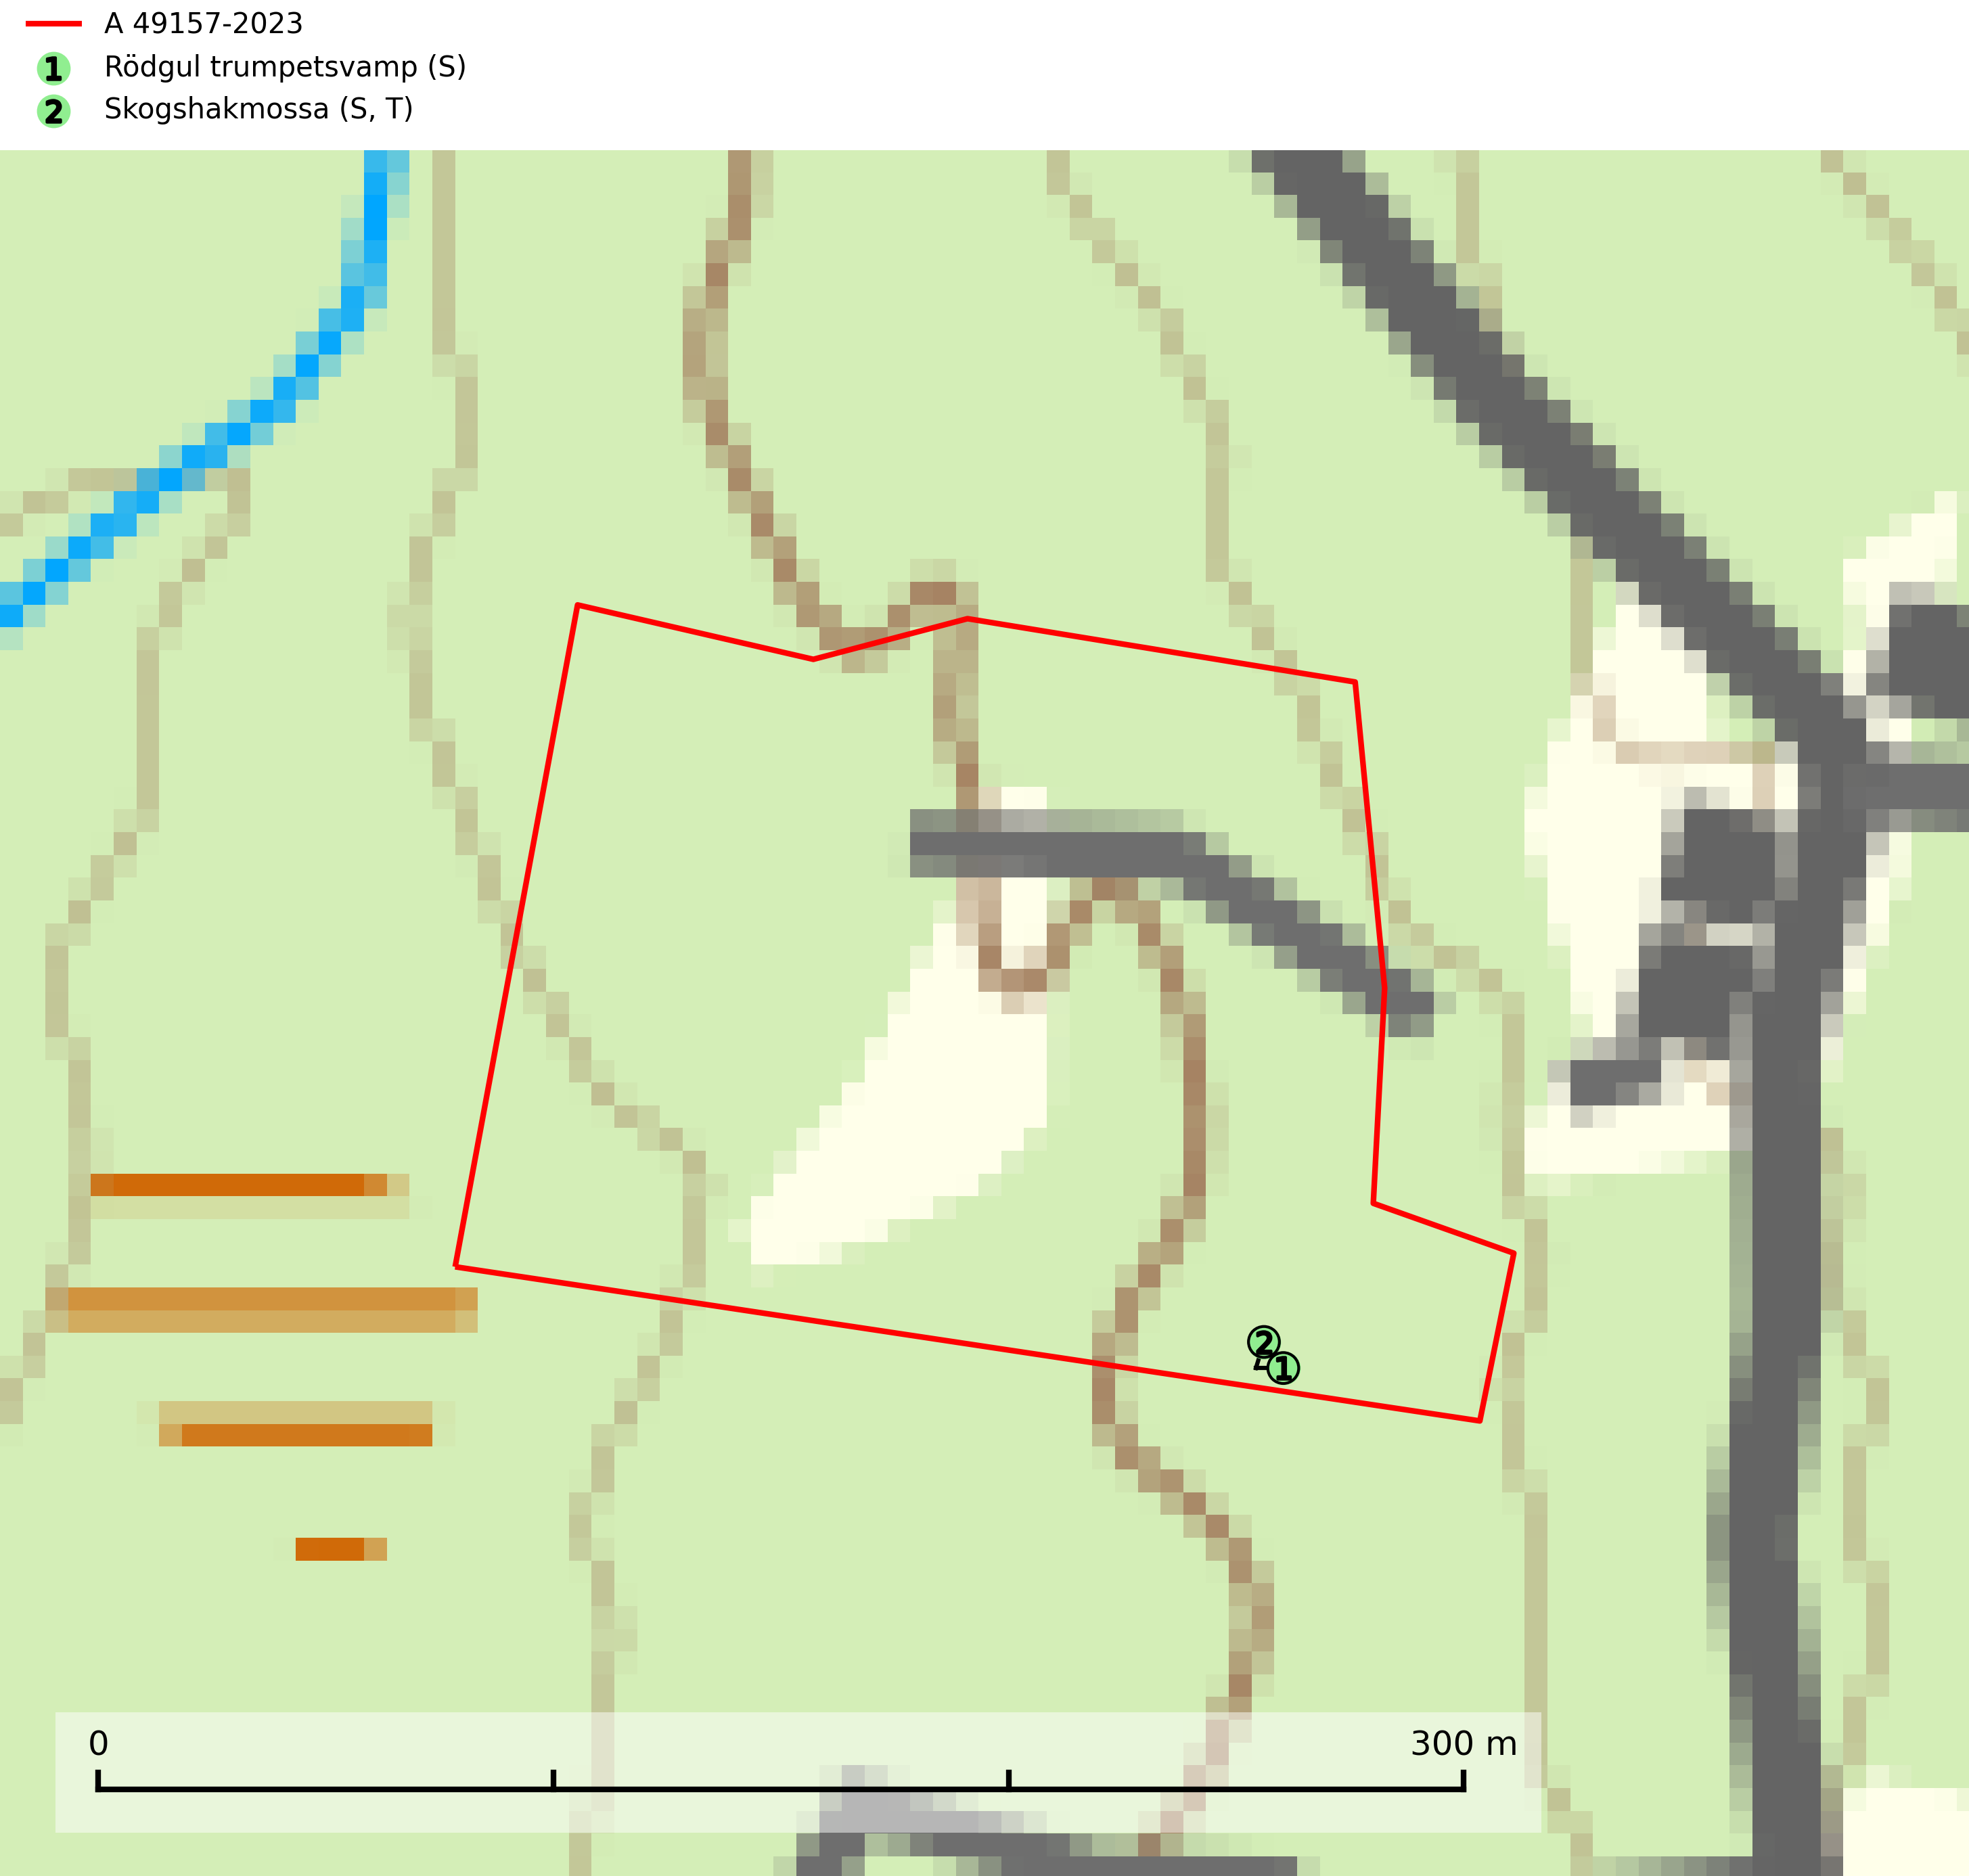 A 49157-2023
1 Rödgul trumpetsvamp (S)
2 Skogshakmossa (S, T)
2
1
0 300 m